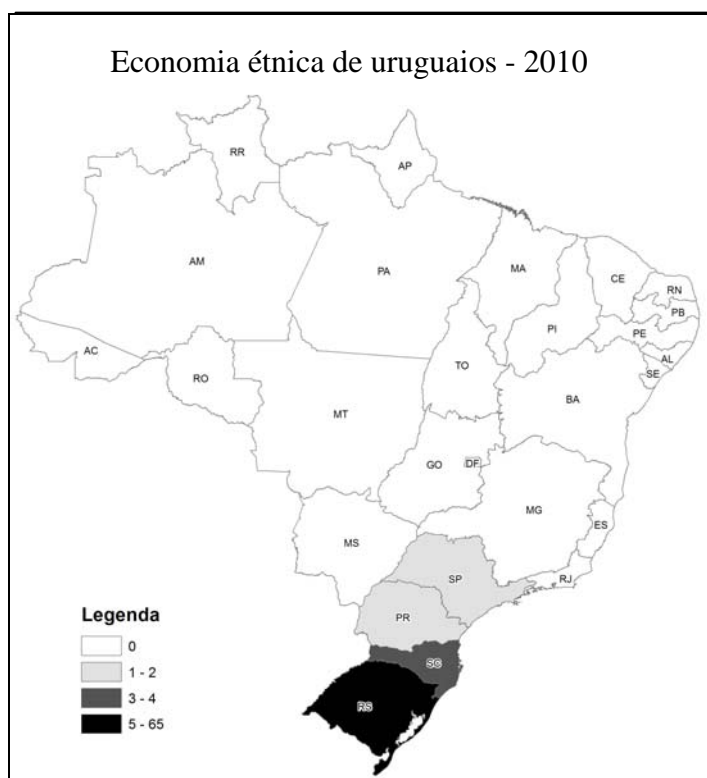 Economia étnica de uruguaios - 2010
RR
AP
AM
PA
MA
CE
RN
PB
PE
PI
AL
SE
AC
RO
TO
BA
MT
GO
DF
MG
ES
MS
SP
RJ
PR
SC
RS
Legenda
0
1 - 2
3 - 4
5 - 65